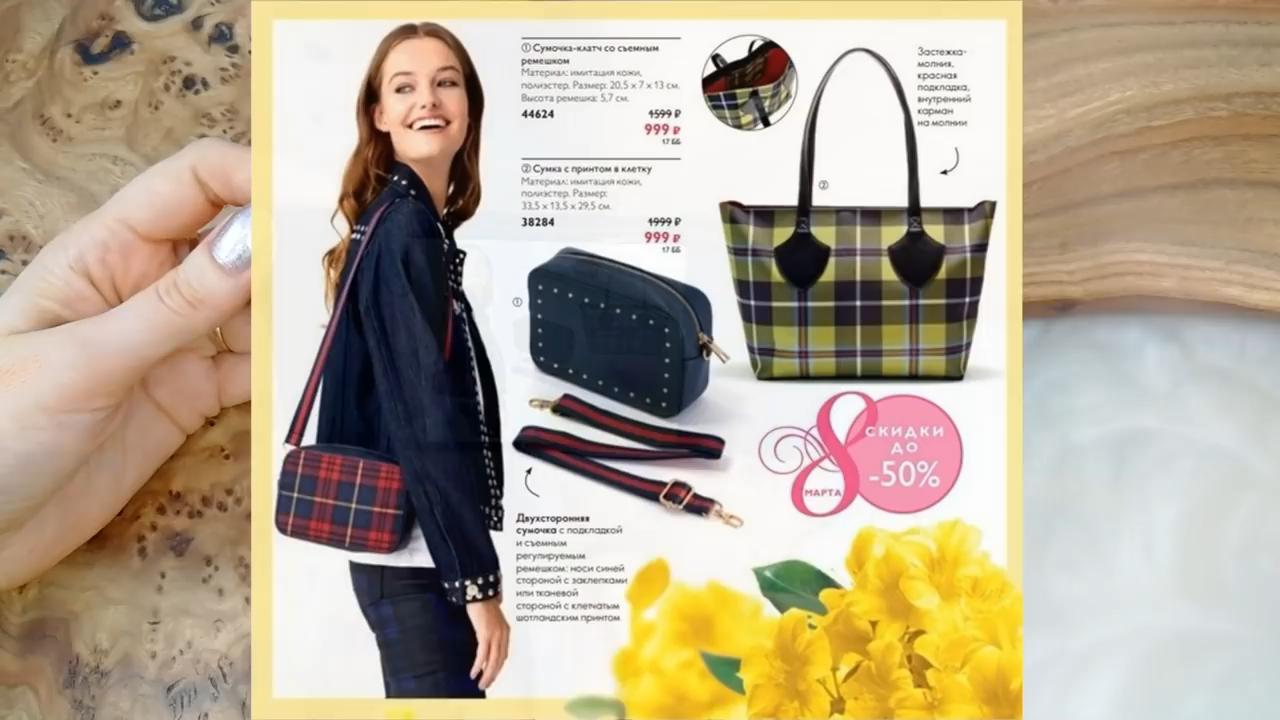 ① Сумочка-клатч со съемным
ремешком
Материал: имитация кожи,
полиэстер. Размер: 20,5 х 7 х 13 см.
Высота ремешка: 5,7 см.
44624
1599 ₽
999 ₽
17 ББ
② Сумка с принтом в клетку
Материал: имитация кожи,
полиэстер. Размер:
33,5 х 13,5 х 29,5 см.
38284
1999 ₽
999 ₽
17 ББ
Застежка-
молния,
красная
подкладка,
внутренний
карман
на молнии
②
①
Двухсторонняя
сумочка с подкладкой
и съемным
регулируемым
ремешком: носи синей
стороной с заклепками
или тканевой
стороной с клетчатым
шотландским принтом
8
МАРТА
СКИДКИ
ДО
-50%